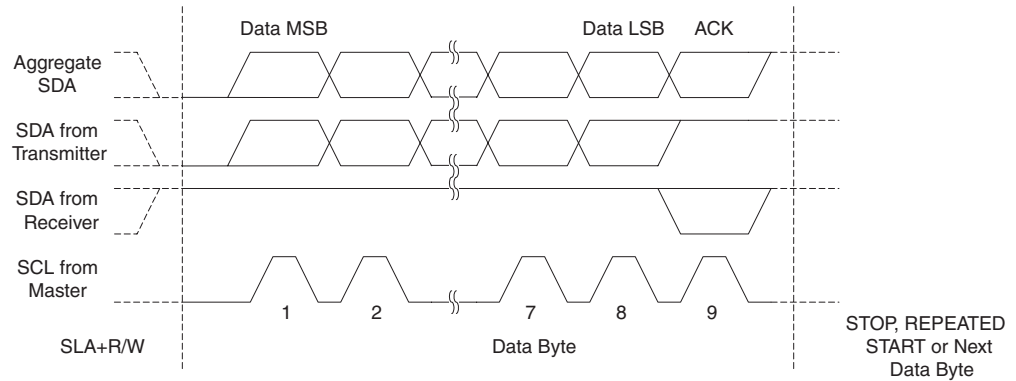 Data MSB
Data LSB
ACK
Aggregate
SDA
SDA from
Transmitter
SDA from
Receiver
SCL from
Master
1
2
7
8
9
SLA+R/W
Data Byte
STOP, REPEATED
START or Next
Data Byte